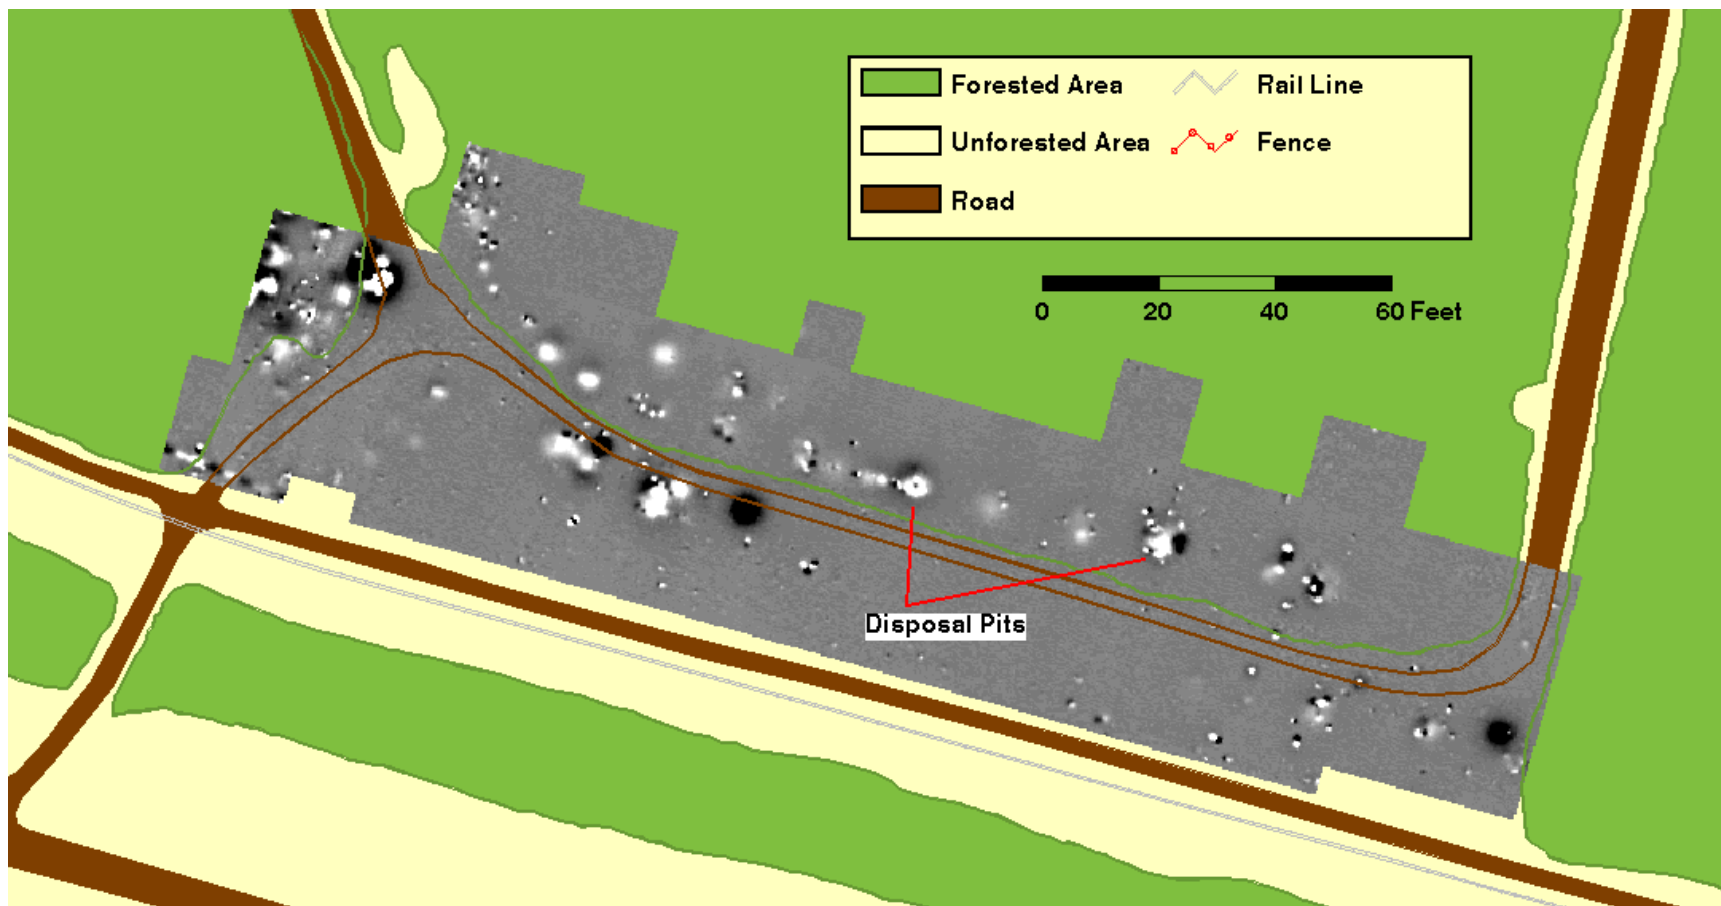 Forested Area Rail Line
Unforested Area Fence
Road
0 20 40 60 Feet
Disposal Pits